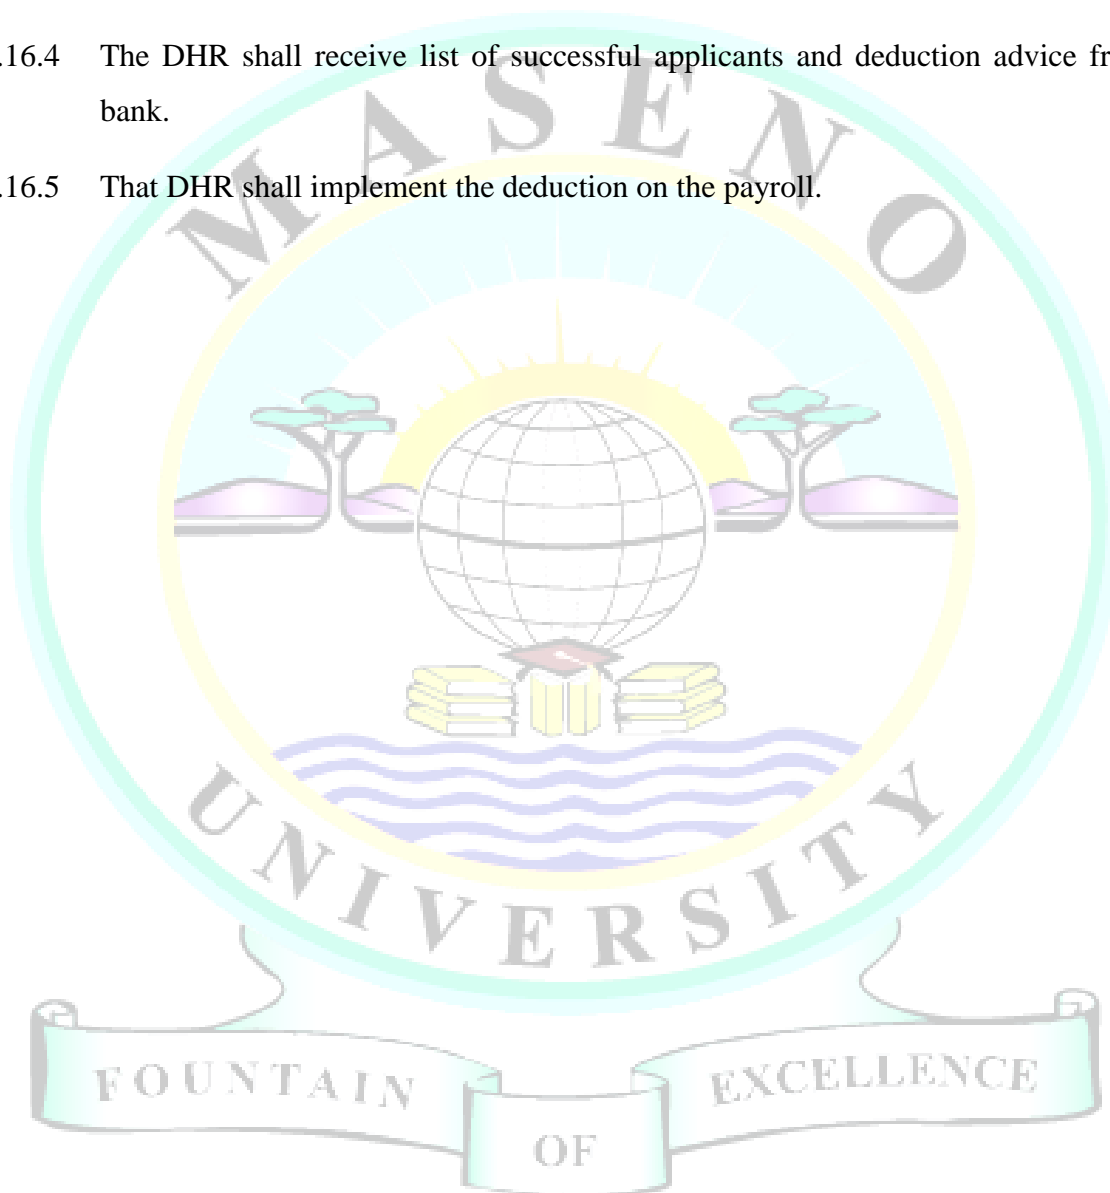 .16.4 The DHR shall receive list of successful applicants and deduction advice fr
bank.
.16.5 That DHR shall implement the deduction on the payroll.
MASENO
UNIVERSITY
FOUNTAIN
OF
EXCELLENCE